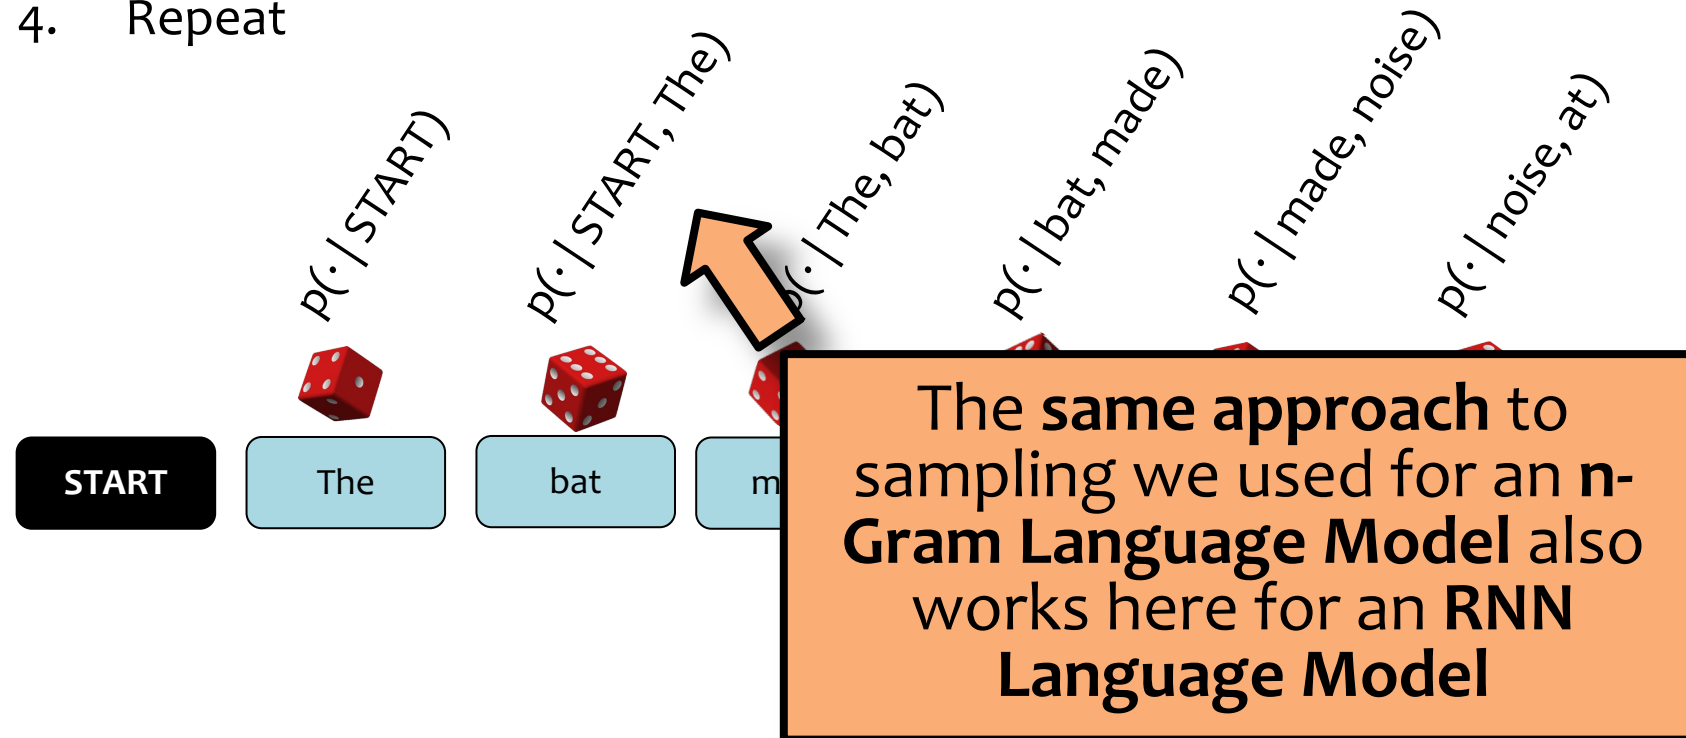 4. Repeat
p(· | START)
p(· | START, The)
p(· | The, bat)
p(· | bat, made)
p(· | made, noise)
p(· | noise, at)
START
The
bat
m
The same approach to
sampling we used for an n-
Gram Language Model also
works here for an RNN
Language Model